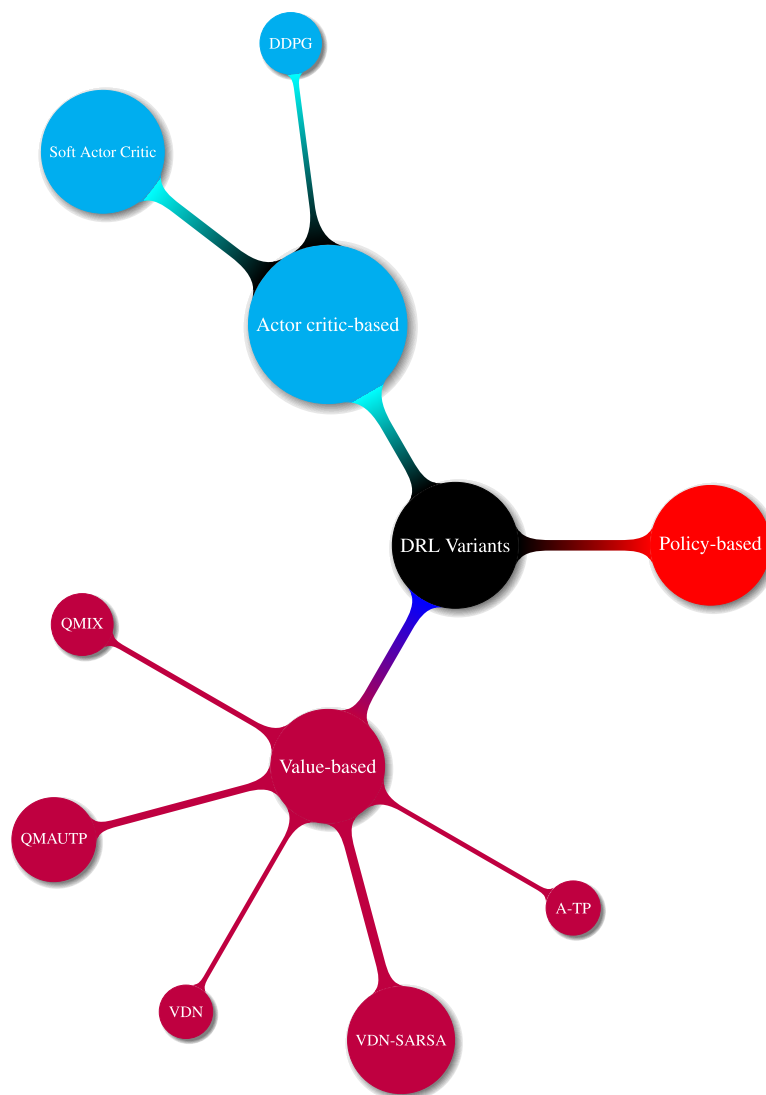 DDPG
Soft Actor Critic
Actor critic-based
DRL Variants
Policy-based
QMIX
Value-based
QMAUTP
A-TP
VDN
VDN-SARSA